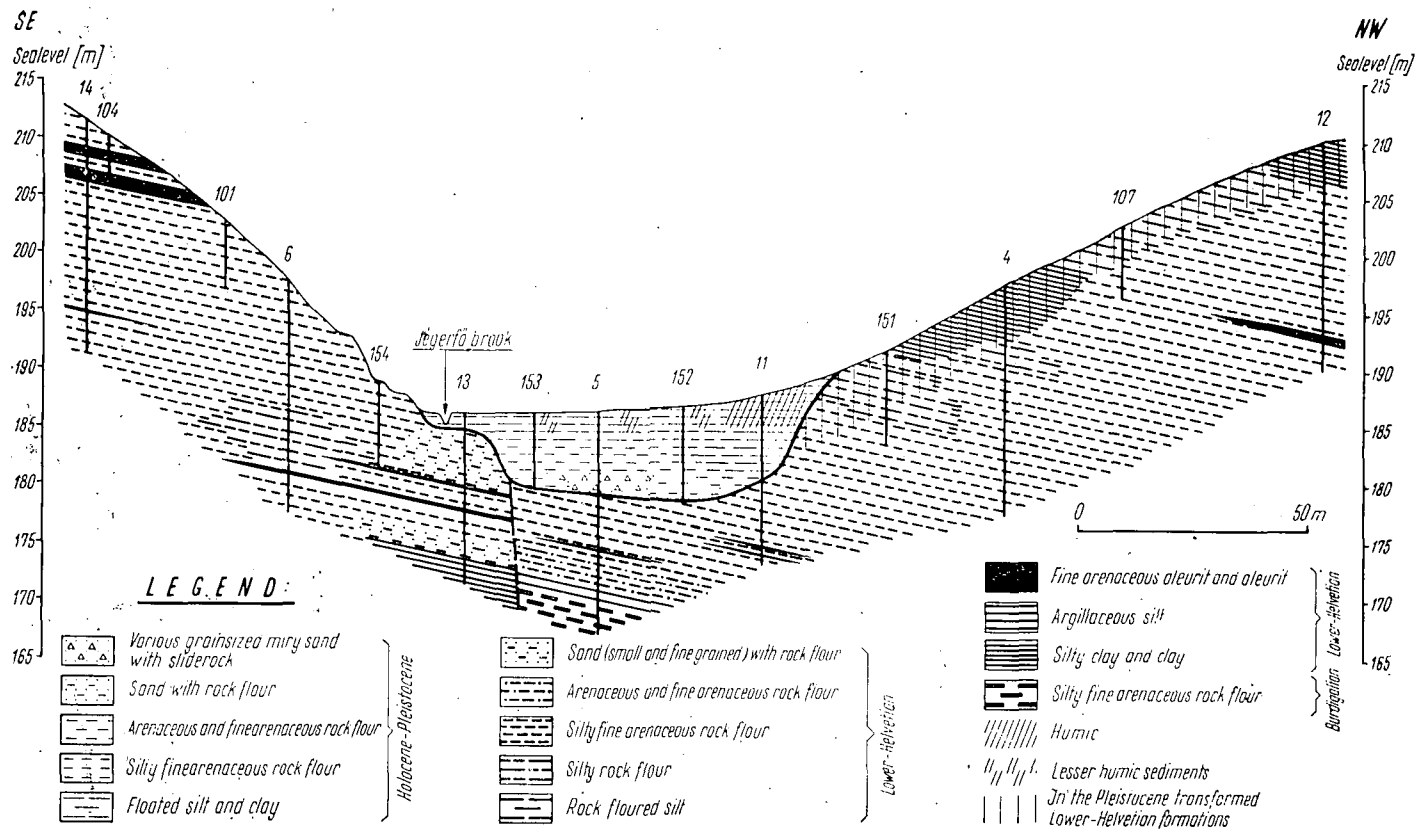 SE
NW
Sealevel [m]
Sealevel [m]
215
210
205
200
195
190
185
180
175
170
165
215
210
205
200
195
190
185
180
175
170
165
14
104
101
6
154
Jégerfő brook
13
153
5
152
11
151
4
107
12
0
50 m
LEGEND:
Various grainsized miry sand
with sliderock
Sand with rock flour
Arenaceous and finearenaceous rock flour
Silty finearenaceous rock flour
Floated silt and clay
Holocene-Pleistocene
Sand (small and fine grained) with rock flour
Arenaceous and fine arenaceous rock flour
Silty fine arenaceous rock flour
Silty rock flour
Rock floured silt
Lower-Helvetian
Fine arenaceous aleurit and aleurit
Argillaceous silt
Silty clay and clay
Lower-Helvetian
Silty fine arenaceous rock flour
Burdigalian
Humic
Lesser humic sediments
In the Pleistocene transformed
Lower-Helvetian formations